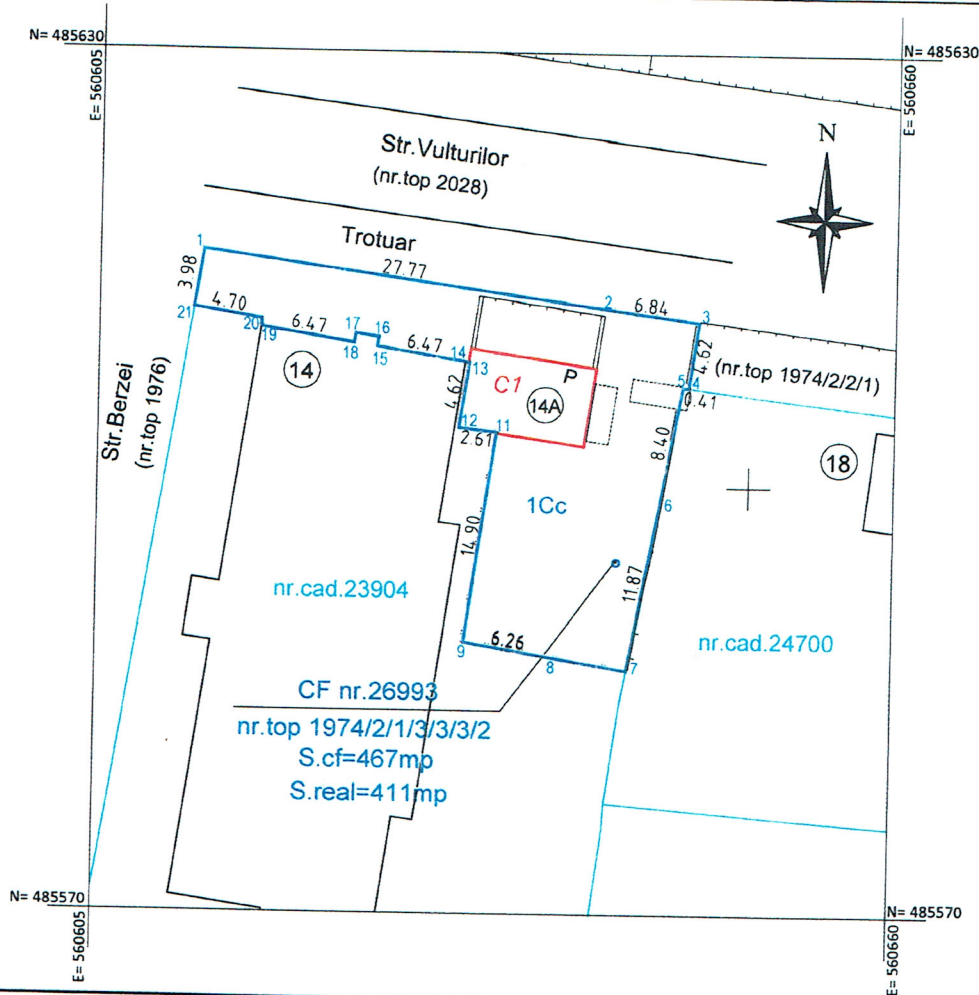 N= 485630
N= 485630
E= 560605
E= 560660
N
Str.Vulturilor
(nr.top 2028)
Trotuar
1
27.77
2
6.84
3
3.98
21
4.70
20
19
6.47
17
16
18
15
6.47
14
13
4.62
(nr.top 1974/2/2/1)
5
4
0.41
14
C1
P
14A
4.62
12
2.61
11
8.40
18
Str.Berzei
(nr.top 1976)
1Cc
6
14.90
11.87
nr.cad.23904
nr.cad.24700
9
6.26
8
7
CF nr.26993
nr.top 1974/2/1/3/3/3/2
S.cf=467mp
S.real=411mp
N= 485570
N= 485570
E= 560605
E= 560660